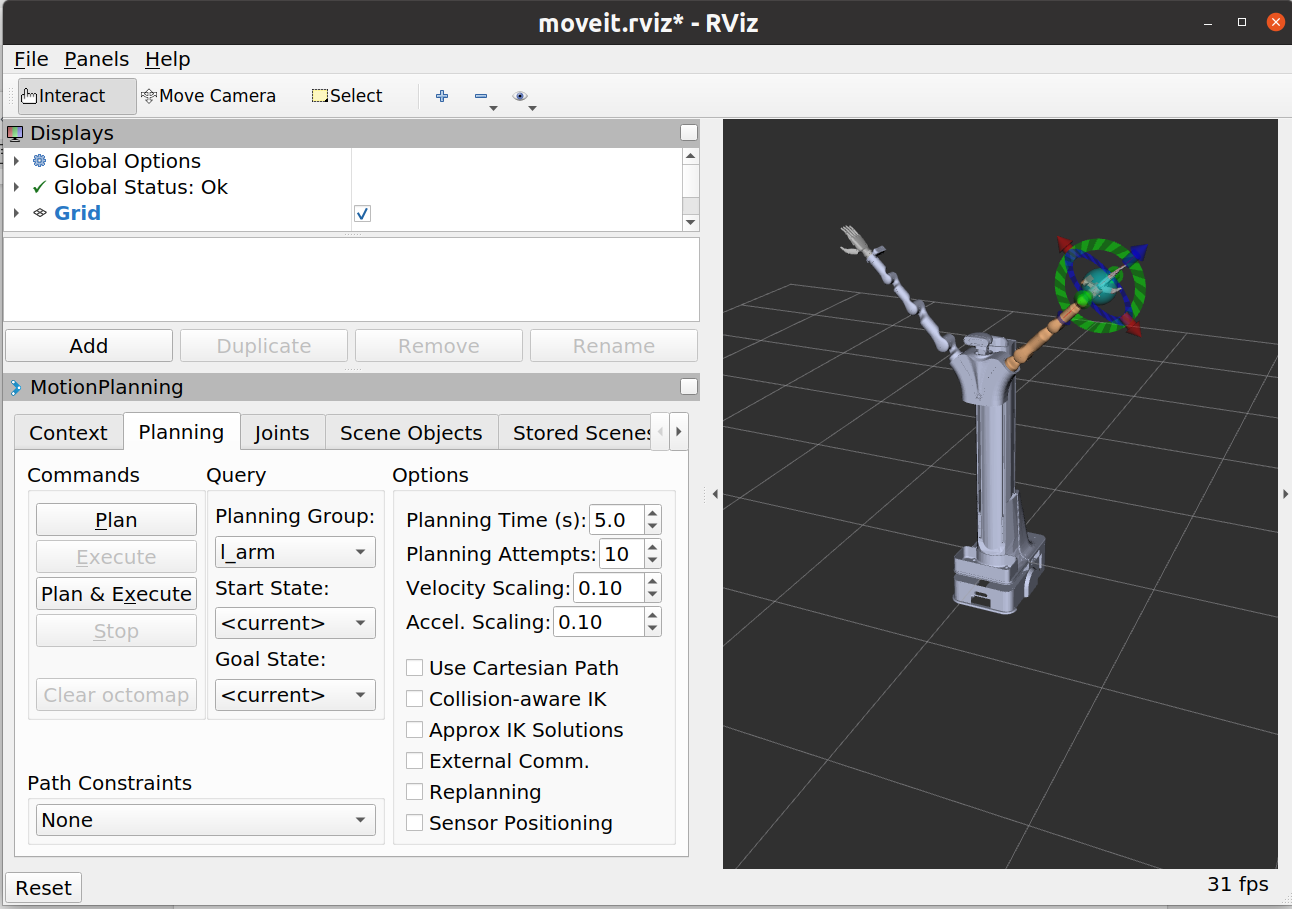 moveit.rviz* - RViz
File Panels Help
Interact Move Camera Select
Displays
Global Options
Global Status: Ok
Grid
Add Duplicate Remove Rename
MotionPlanning
Context Planning Joints Scene Objects Stored Scenes
Commands Query Options
Plan
Execute
Plan & Execute
Stop
Clear octomap
Planning Group:
l_arm
Start State:
<current>
Goal State:
<current>
Planning Time (s): 5.0
Planning Attempts: 10
Velocity Scaling: 0.10
Accel. Scaling: 0.10
Use Cartesian Path
Collision-aware IK
Approx IK Solutions
External Comm.
Replanning
Sensor Positioning
Path Constraints
None
Reset
31 fps